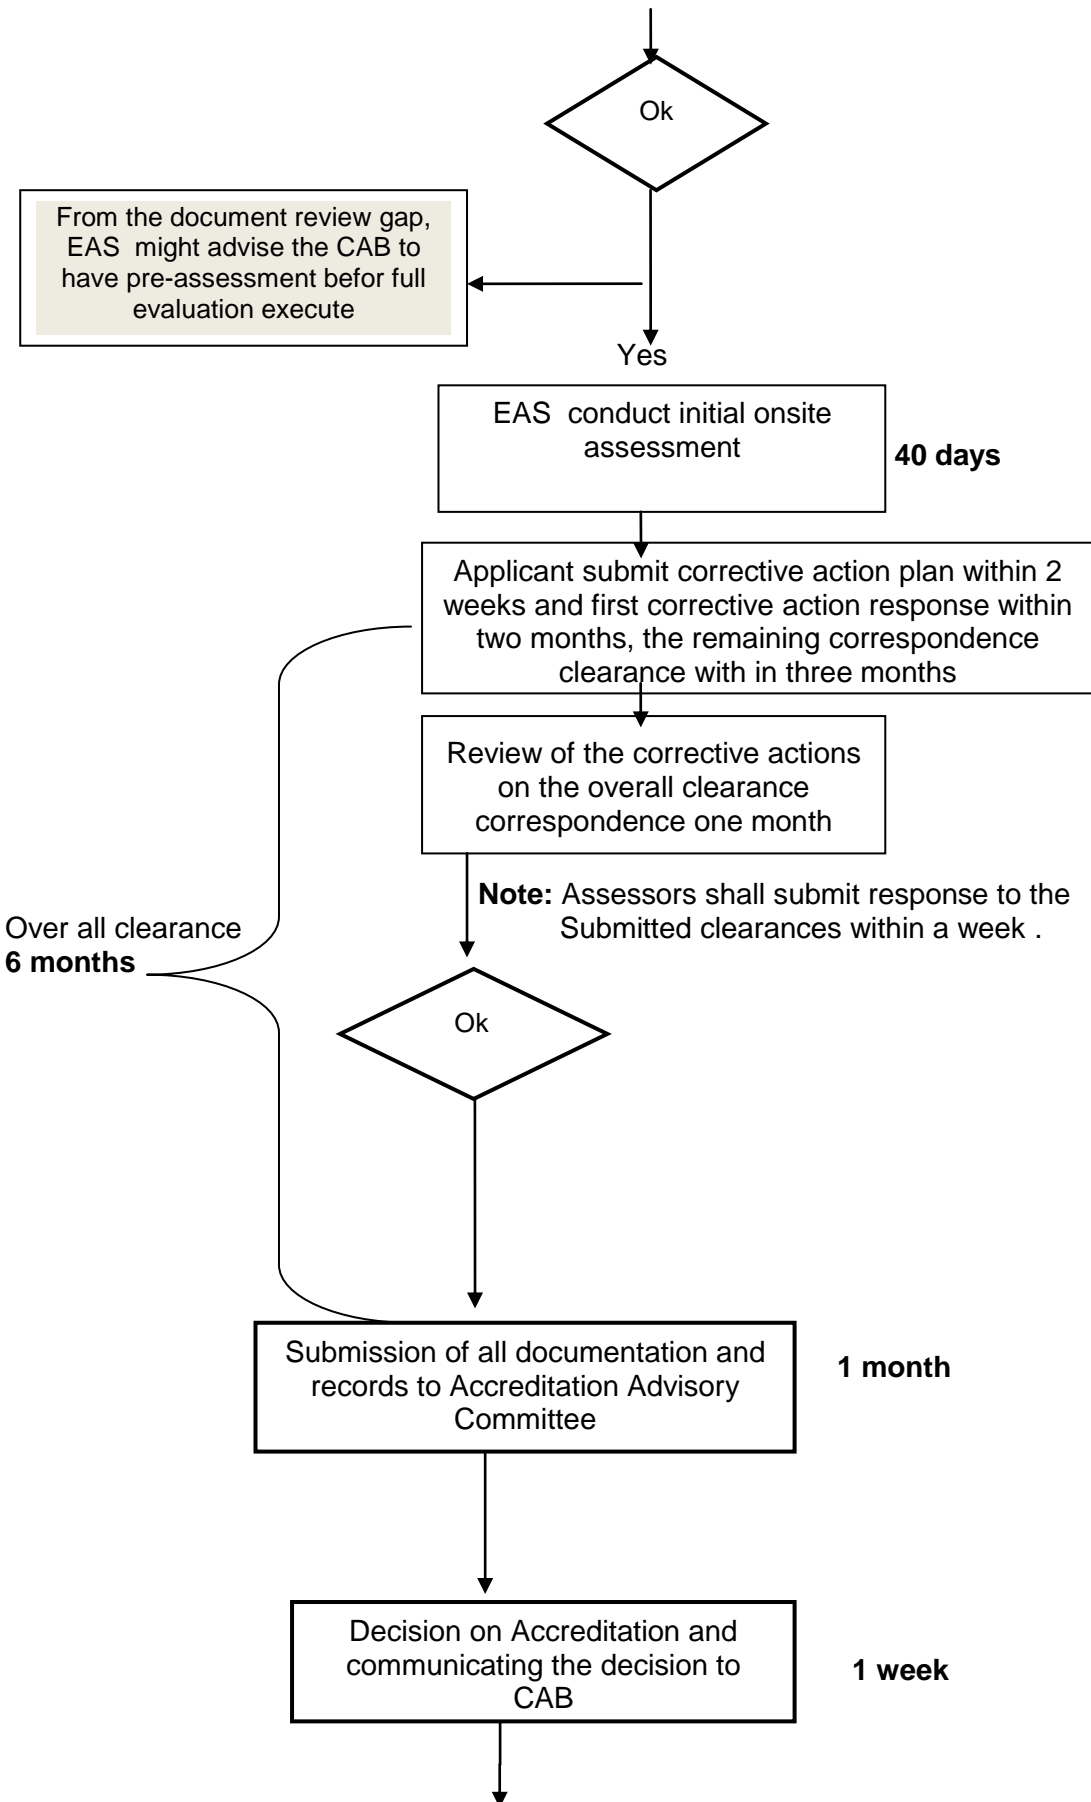 Ok
From the document review gap,
EAS might advise the CAB to
have pre-assessment befor full
evaluation execute
Yes
EAS conduct initial onsite
assessment
40 days
Applicant submit corrective action plan within 2
weeks and first corrective action response within
two months, the remaining correspondence
clearance with in three months
Review of the corrective actions
on the overall clearance
correspondence one month
Note: Assessors shall submit response to the
Submitted clearances within a week .
Over all clearance
6 months
Ok
Submission of all documentation and
records to Accreditation Advisory
Committee
1 month
Decision on Accreditation and
communicating the decision to
CAB
1 week